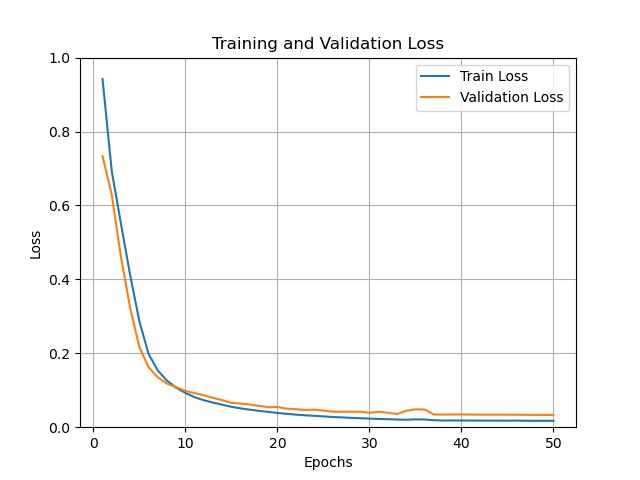 Training and Validation Loss
Train Loss
Validation Loss
1.0
0.8
0.6
0.4
0.2
0.0
Loss
0 10 20 30 40 50
Epochs